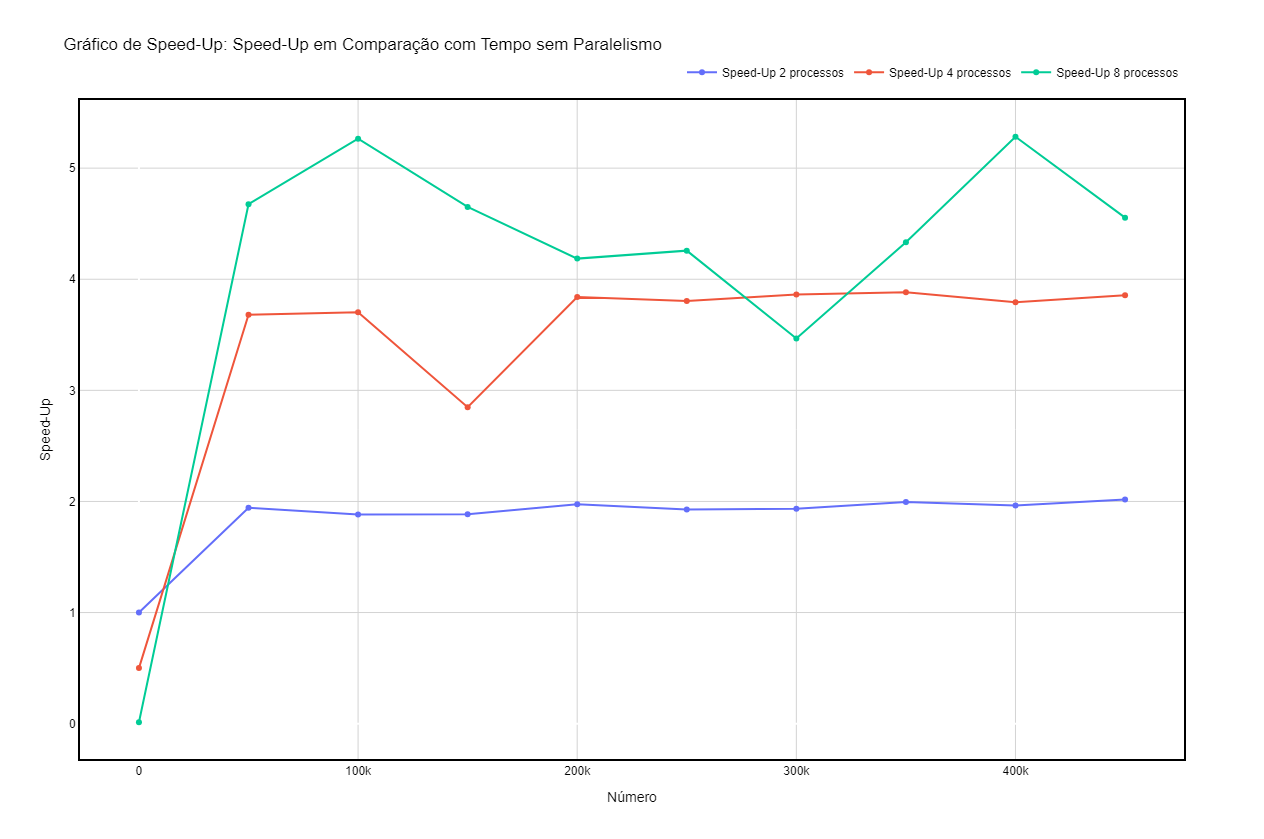 Gráfico de Speed-Up: Speed-Up em Comparação com Tempo sem Paralelismo
Speed-Up 2 processos
Speed-Up 4 processos
Speed-Up 8 processos
5
4
3
2
1
0
Speed-Up
0
100k
200k
300k
400k
Número